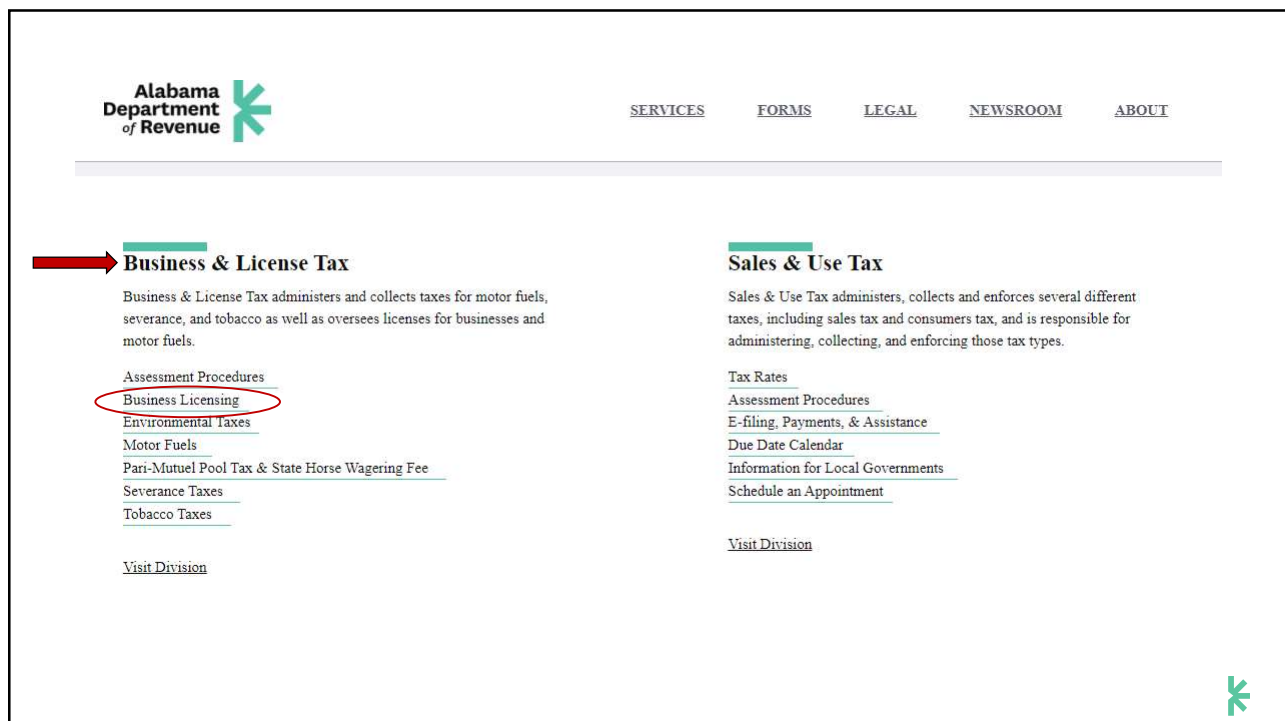 Alabama
Department
of Revenue
SERVICES FORMS LEGAL NEWSROOM ABOUT
Business & License Tax
Business & License Tax administers and collects taxes for motor fuels,
severance, and tobacco as well as oversees licenses for businesses and
motor fuels.
Assessment Procedures
Business Licensing
Environmental Taxes
Motor Fuels
Pari-Mutuel Pool Tax & State Horse Wagering Fee
Severance Taxes
Tobacco Taxes
Visit Division
Sales & Use Tax
Sales & Use Tax administers, collects and enforces several different
taxes, including sales tax and consumers tax, and is responsible for
administering, collecting, and enforcing those tax types.
Tax Rates
Assessment Procedures
E-filing, Payments, & Assistance
Due Date Calendar
Information for Local Governments
Schedule an Appointment
Visit Division